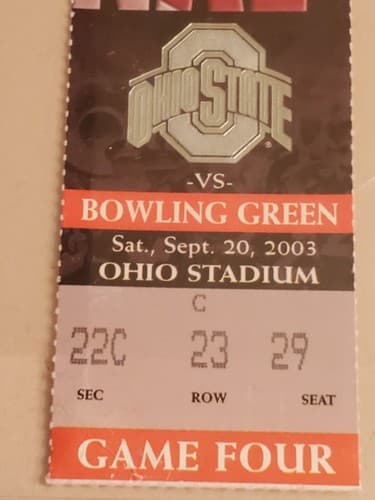 OHIO STATE
®
-VS-
BOWLING GREEN
Sat., Sept. 20, 2003
OHIO STADIUM
C
22C 23 29
SEC ROW SEAT
GAME FOUR